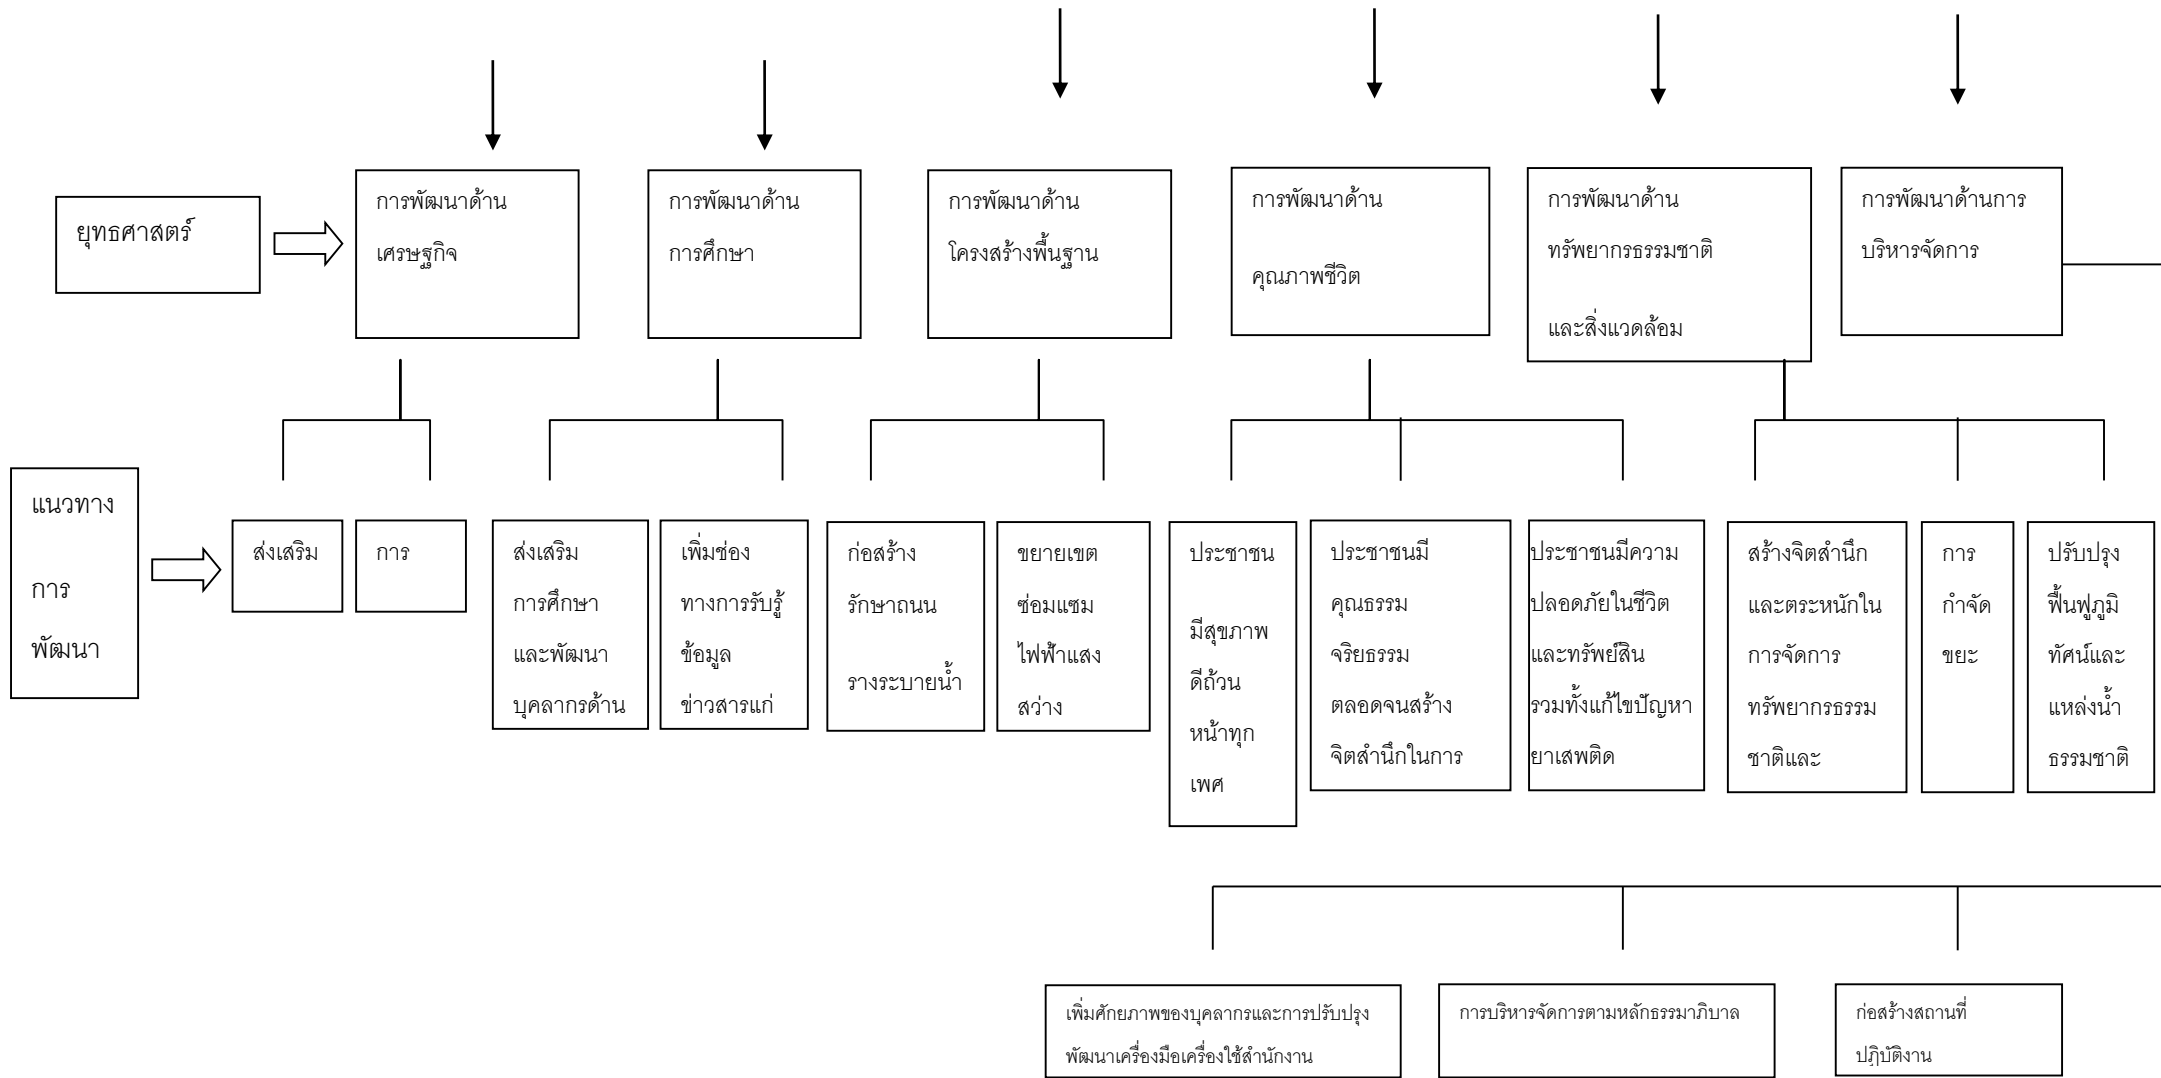 ยุทธศาสตร์
การพัฒนาด้าน
เศรษฐกิจ
การพัฒนาด้าน
การศึกษา
การพัฒนาด้าน
โครงสร้างพื้นฐาน
การพัฒนาด้าน
คุณภาพชีวิต
การพัฒนาด้าน
ทรัพยากรธรรมชาติ
และสิ่งแวดล้อม
การพัฒนาด้านการ
บริหารจัดการ
แนวทาง
การ
พัฒนา
ส่งเสริม
การ
ส่งเสริม
การศึกษา
และพัฒนา
บุคลากรด้าน
เพิ่มช่อง
ทางการรับรู้
ข้อมูล
ข่าวสารแก่
ก่อสร้าง
รักษาถนน
รางระบายน้ำ
ขยายเขต
ซ่อมแซม
ไฟฟ้าแสง
สว่าง
ประชาชน
มีสุขภาพ
ดีถ้วน
หน้าทุก
เพศ
ประชาชนมี
คุณธรรม
จริยธรรม
ตลอดจนสร้าง
จิตสำนึกในการ
ประชาชนมีความ
ปลอดภัยในชีวิต
และทรัพย์สิน
รวมทั้งแก้ไขปัญหา
ยาเสพติด
สร้างจิตสำนึก
และตระหนักใน
การจัดการ
ทรัพยากรธรรม
ชาติและ
การ
กำจัด
ขยะ
ปรับปรุง
ฟื้นฟูภูมิ
ทัศน์และ
แหล่งน้ำ
ธรรมชาติ
เพิ่มศักยภาพของบุคลากรและการปรับปรุง
พัฒนาเครื่องมือเครื่องใช้สำนักงาน
การบริหารจัดการตามหลักธรรมาภิบาล
ก่อสร้างสถานที่
ปฏิบัติงาน